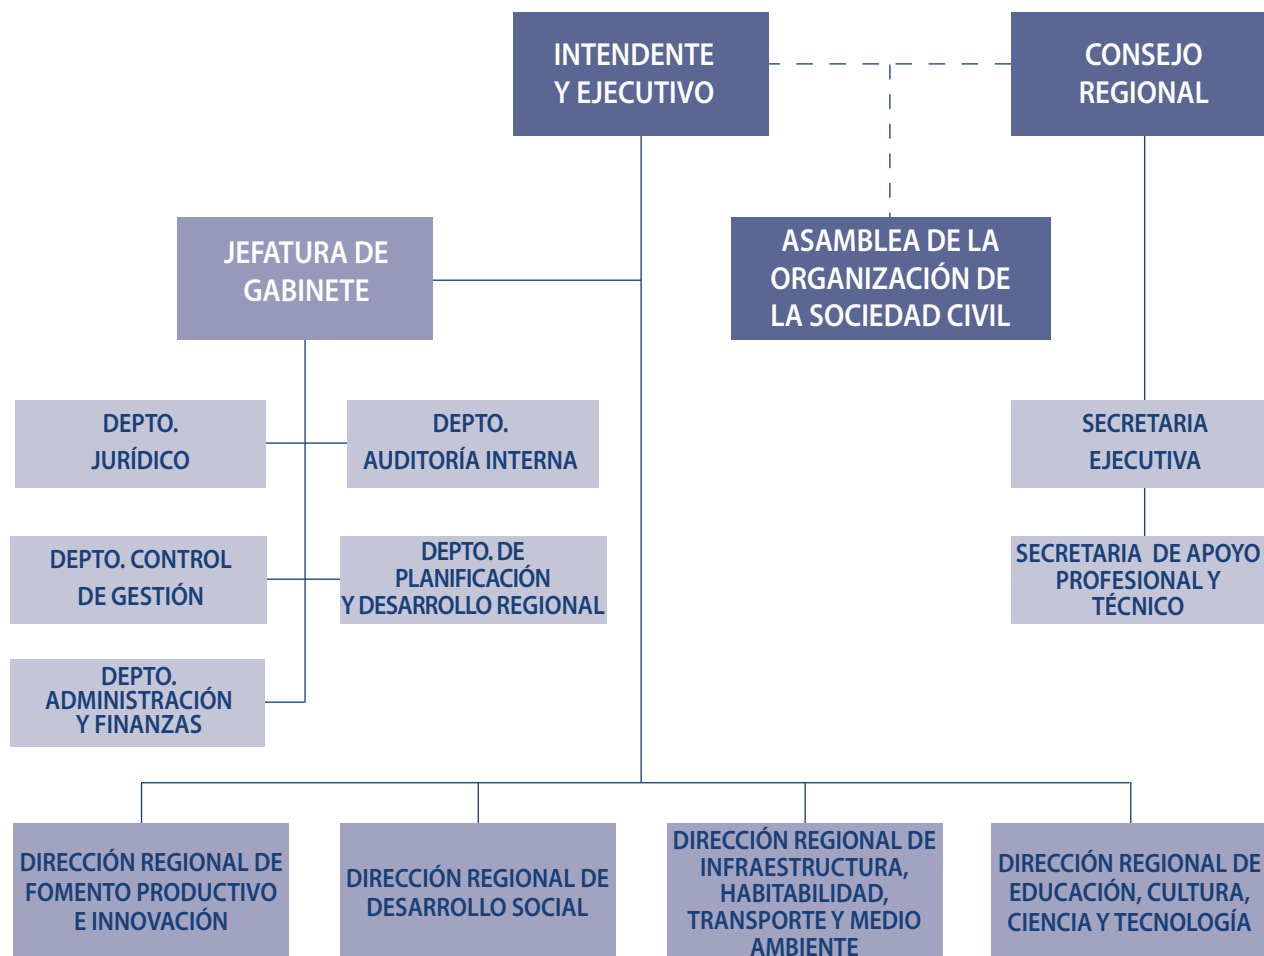 INTENDENTE
Y EJECUTIVO
CONSEJO
REGIONAL
JEFATURA DE
GABINETE
ASAMBLEA DE LA
ORGANIZACIÓN DE
LA SOCIEDAD CIVIL
DEPTO.
JURÍDICO
DEPTO.
AUDITORÍA INTERNA
SECRETARIA
EJECUTIVA
DEPTO. CONTROL
DE GESTIÓN
DEPTO. DE
PLANIFICACIÓN
Y DESARROLLO REGIONAL
SECRETARIA DE APOYO
PROFESIONAL Y
TÉCNICO
DEPTO.
ADMINISTRACIÓN
Y FINANZAS
DIRECCIÓN REGIONAL DE
FOMENTO PRODUCTIVO
E INNOVACIÓN
DIRECCIÓN REGIONAL DE
DESARROLLO SOCIAL
DIRECCIÓN REGIONAL DE
INFRAESTRUCTURA,
HABITABILIDAD,
TRANSPORTE Y MEDIO
AMBIENTE
DIRECCIÓN REGIONAL DE
EDUCACIÓN, CULTURA,
CIENCIA Y TECNOLOGÍA